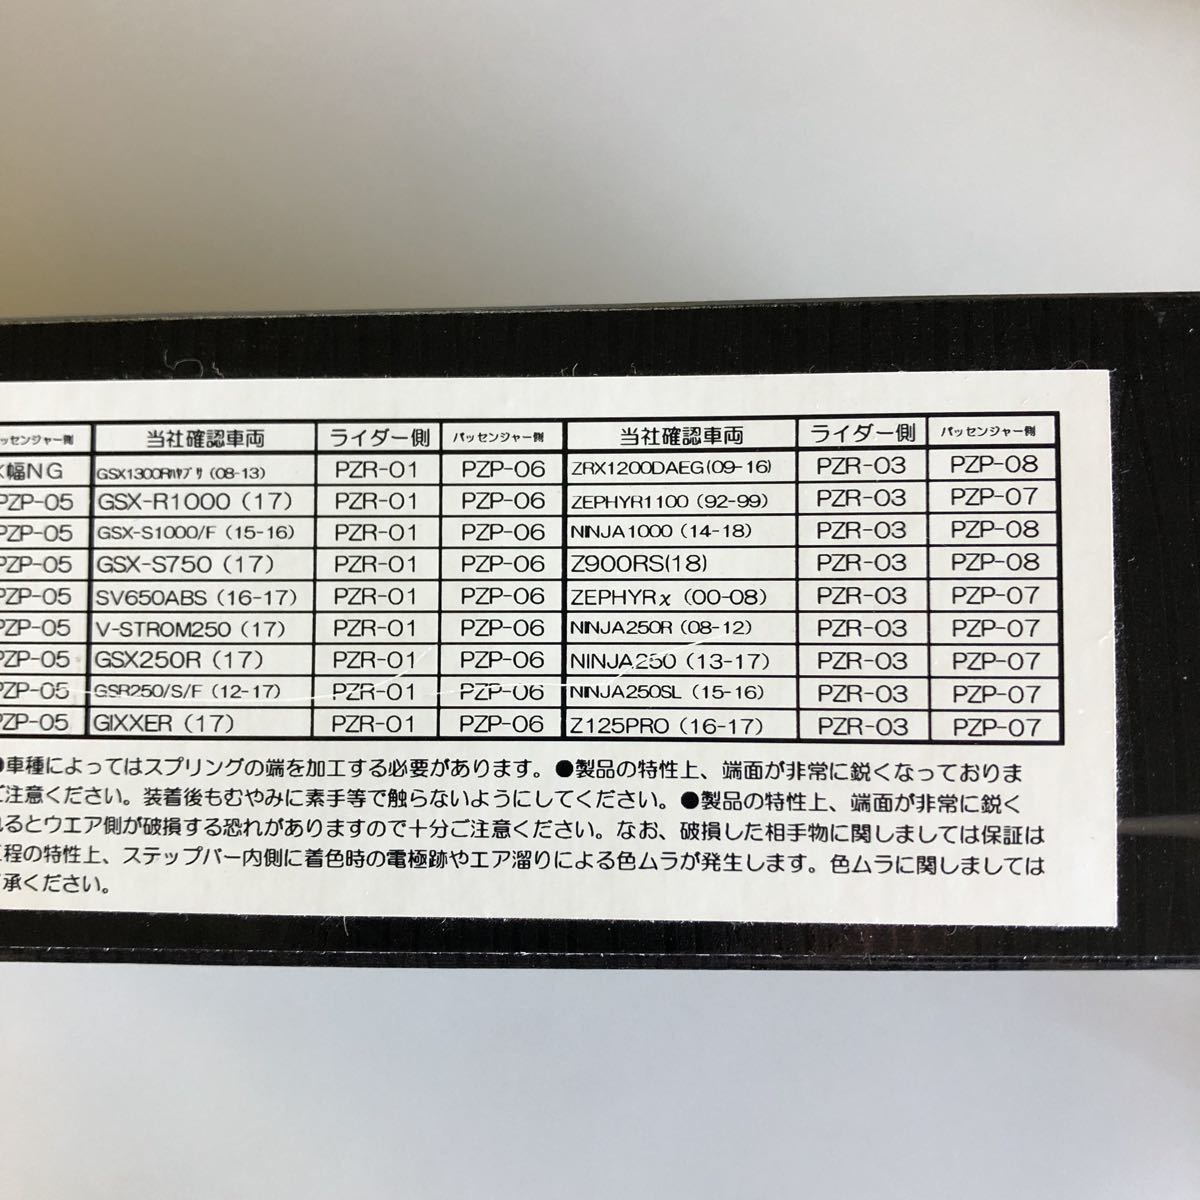 ッセンジャー側 当社確認車両 ライダー側 パッセンジャー側 当社確認車両 ライダー側 パッセンジャー側
幅NG GSX1300Rハヤブサ(08-13) PZR-01 PZP-06 ZRX1200DAEG(09-16) PZR-03 PZP-08
PZP-05 GSX-R1000(17) PZR-01 PZP-06 ZEPHYR1100(92-99) PZR-03 PZP-07
PZP-05 GSX-S1000/F(15-16) PZR-01 PZP-06 NINJA1000(14-18) PZR-03 PZP-08
PZP-05 GSX-S750(17) PZR-01 PZP-06 Z900RS(18) PZR-03 PZP-08
PZP-05 SV650ABS(16-17) PZR-01 PZP-06 ZEPHYRχ(00-08) PZR-03 PZP-07
PZP-05 V-STROM250(17) PZR-01 PZP-06 NINJA250R(08-12) PZR-03 PZP-07
PZP-05 GSX250R(17) PZR-01 PZP-06 NINJA250(13-17) PZR-03 PZP-07
PZP-05 GSR250/S/F(12-17) PZR-01 PZP-06 NINJA250SL(15-16) PZR-03 PZP-07
PZP-05 GIXXER(17) PZR-01 PZP-06 Z125PRO(16-17) PZR-03 PZP-07
●車種によってはスプリングの端を加工する必要があります。●製品の特性上、端面が非常に鋭くなっておりま
ご注意ください。装着後もむやみに素手等で触らないようにしてください。●製品の特性上、端面が非常に鋭く
れるとウエア側が破損する恐れがありますので十分ご注意ください。なお、破損した相手物に関しましては保証は
工程の特性上、ステップバー内側に着色時の電極跡やエア溜りによる色ムラが発生します。色ムラに関しましては
了承ください。